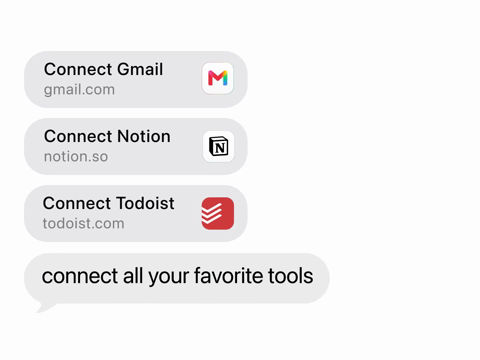 Connect Gmail
gmail.com
Connect Notion
notion.so
Connect Todoist
todoist.com
connect all your favorite tools